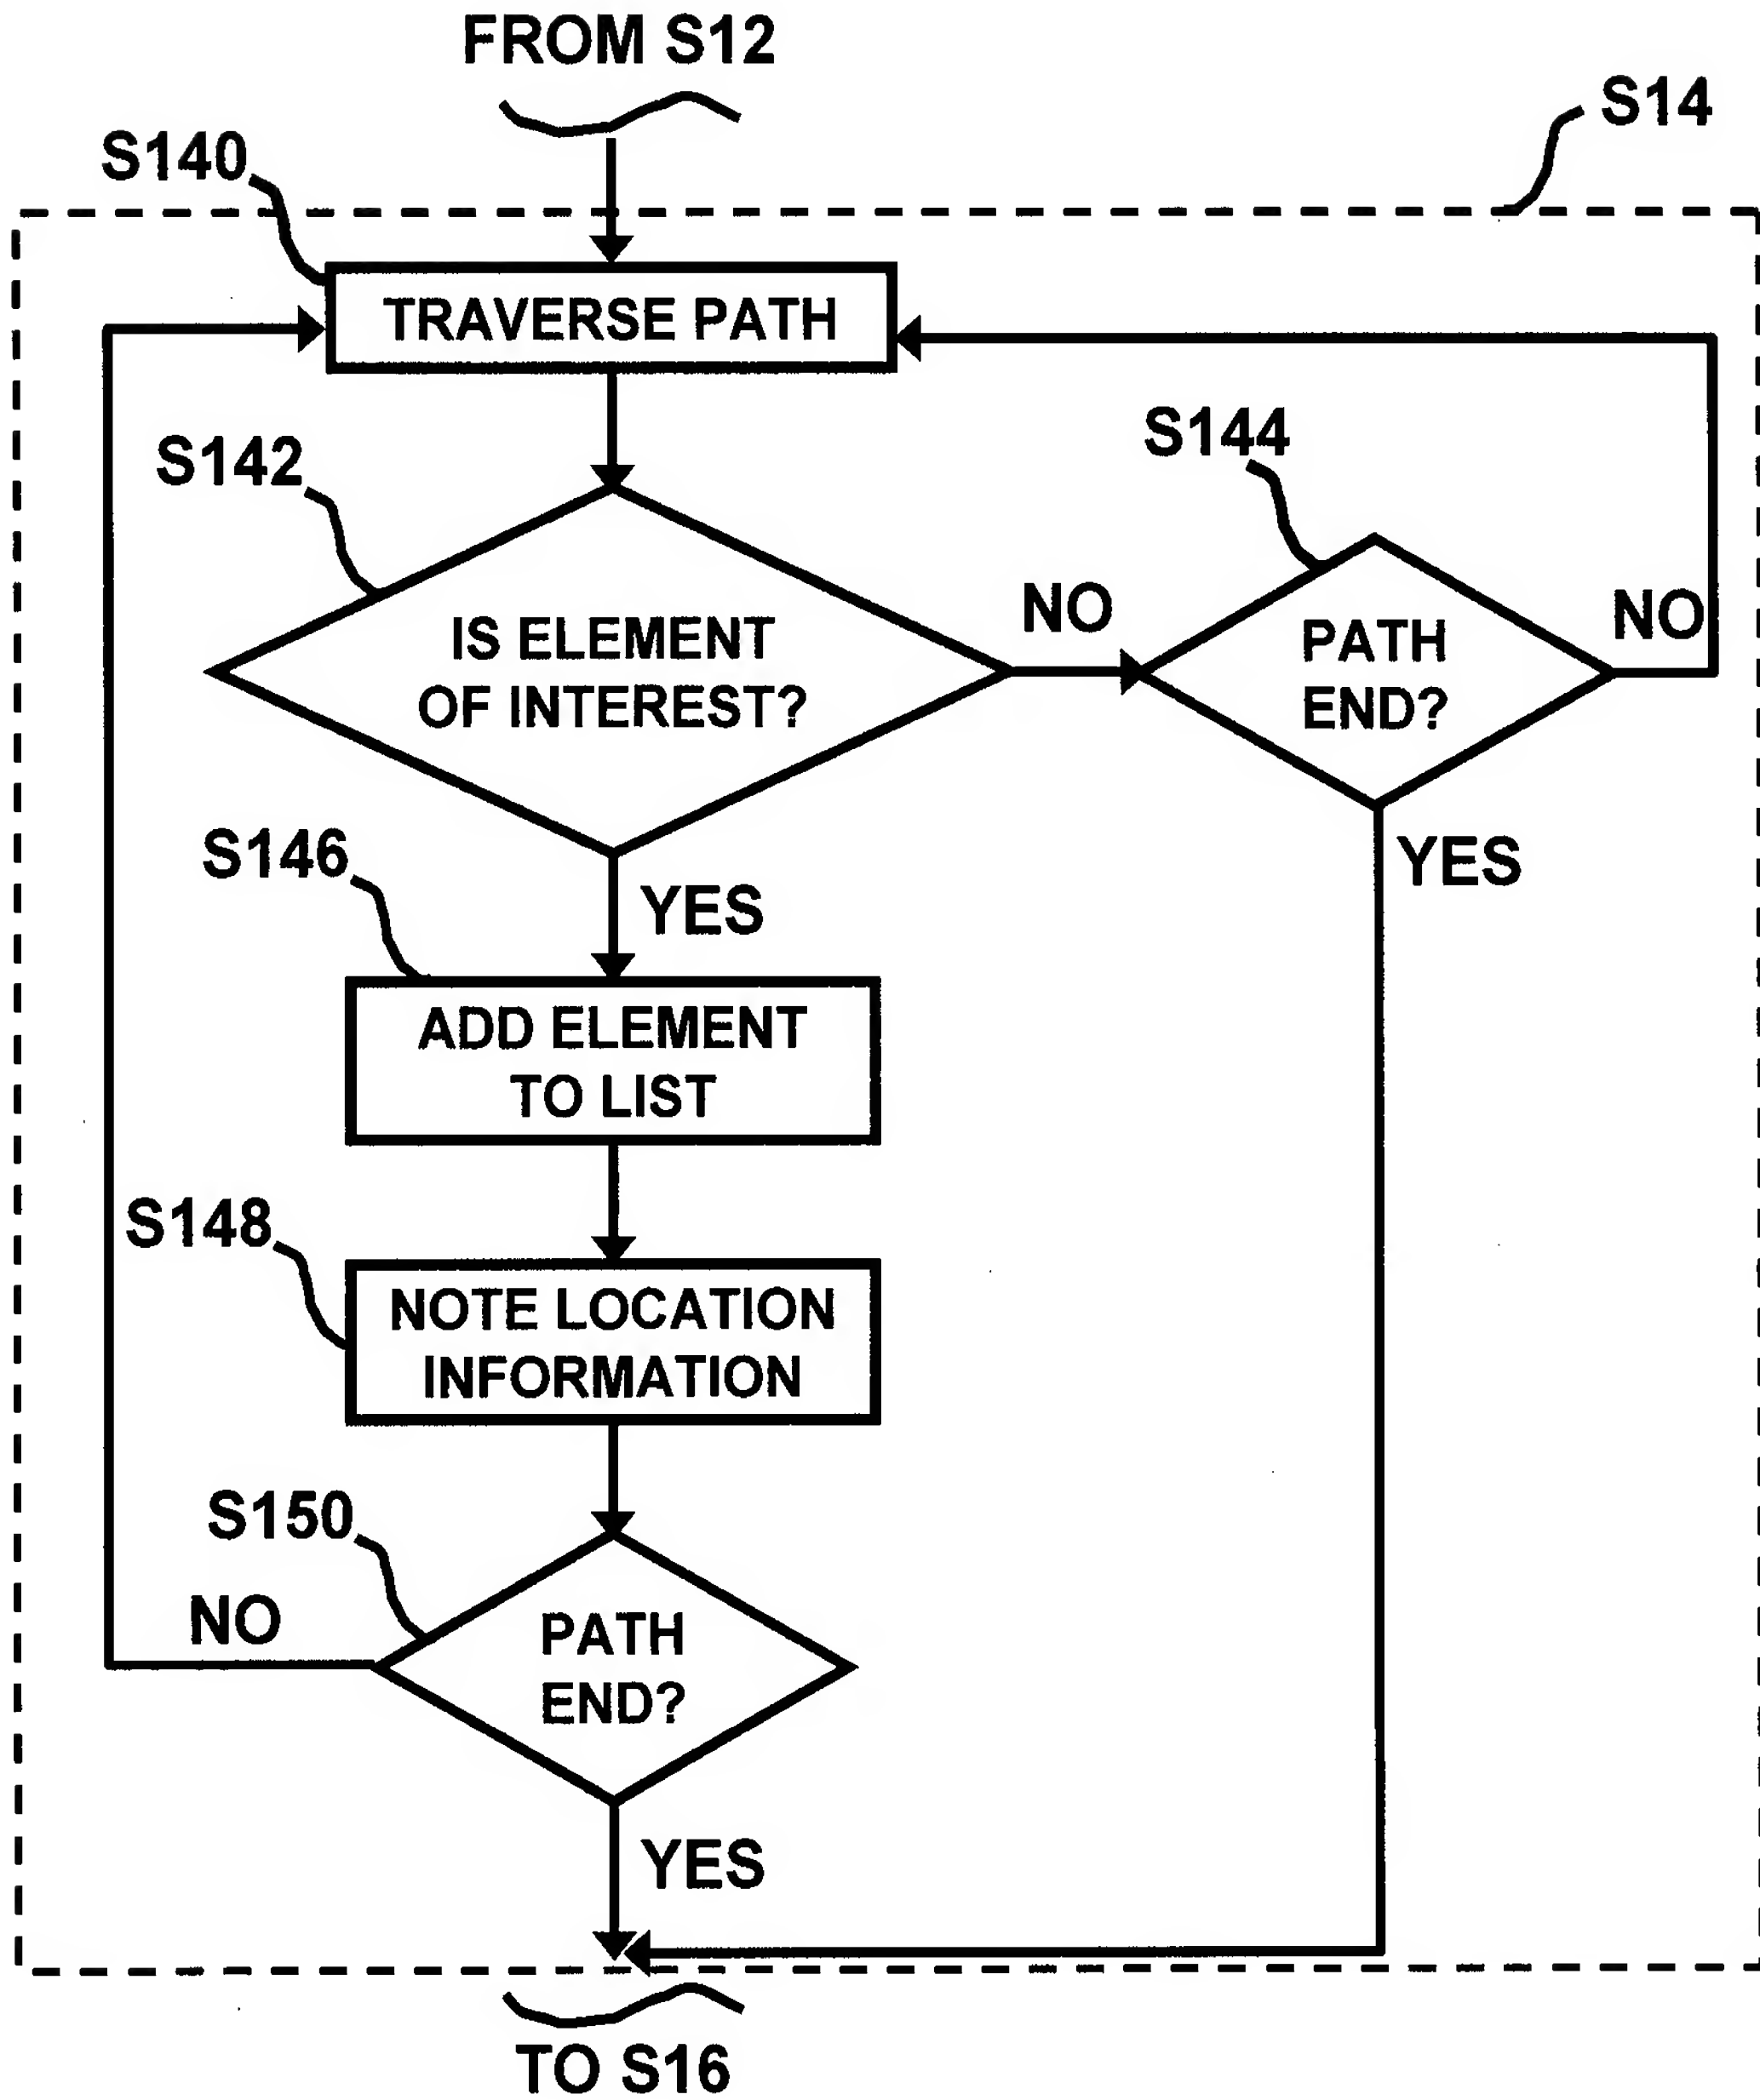 FROM S12
S14
S140
TRAVERSE PATH
S142
S144
IS ELEMENT
OF INTEREST?
NO
PATH
END?
NO
YES
S146
YES
ADD ELEMENT
TO LIST
S148
NOTE LOCATION
INFORMATION
S150
NO
PATH
END?
YES
TO S16